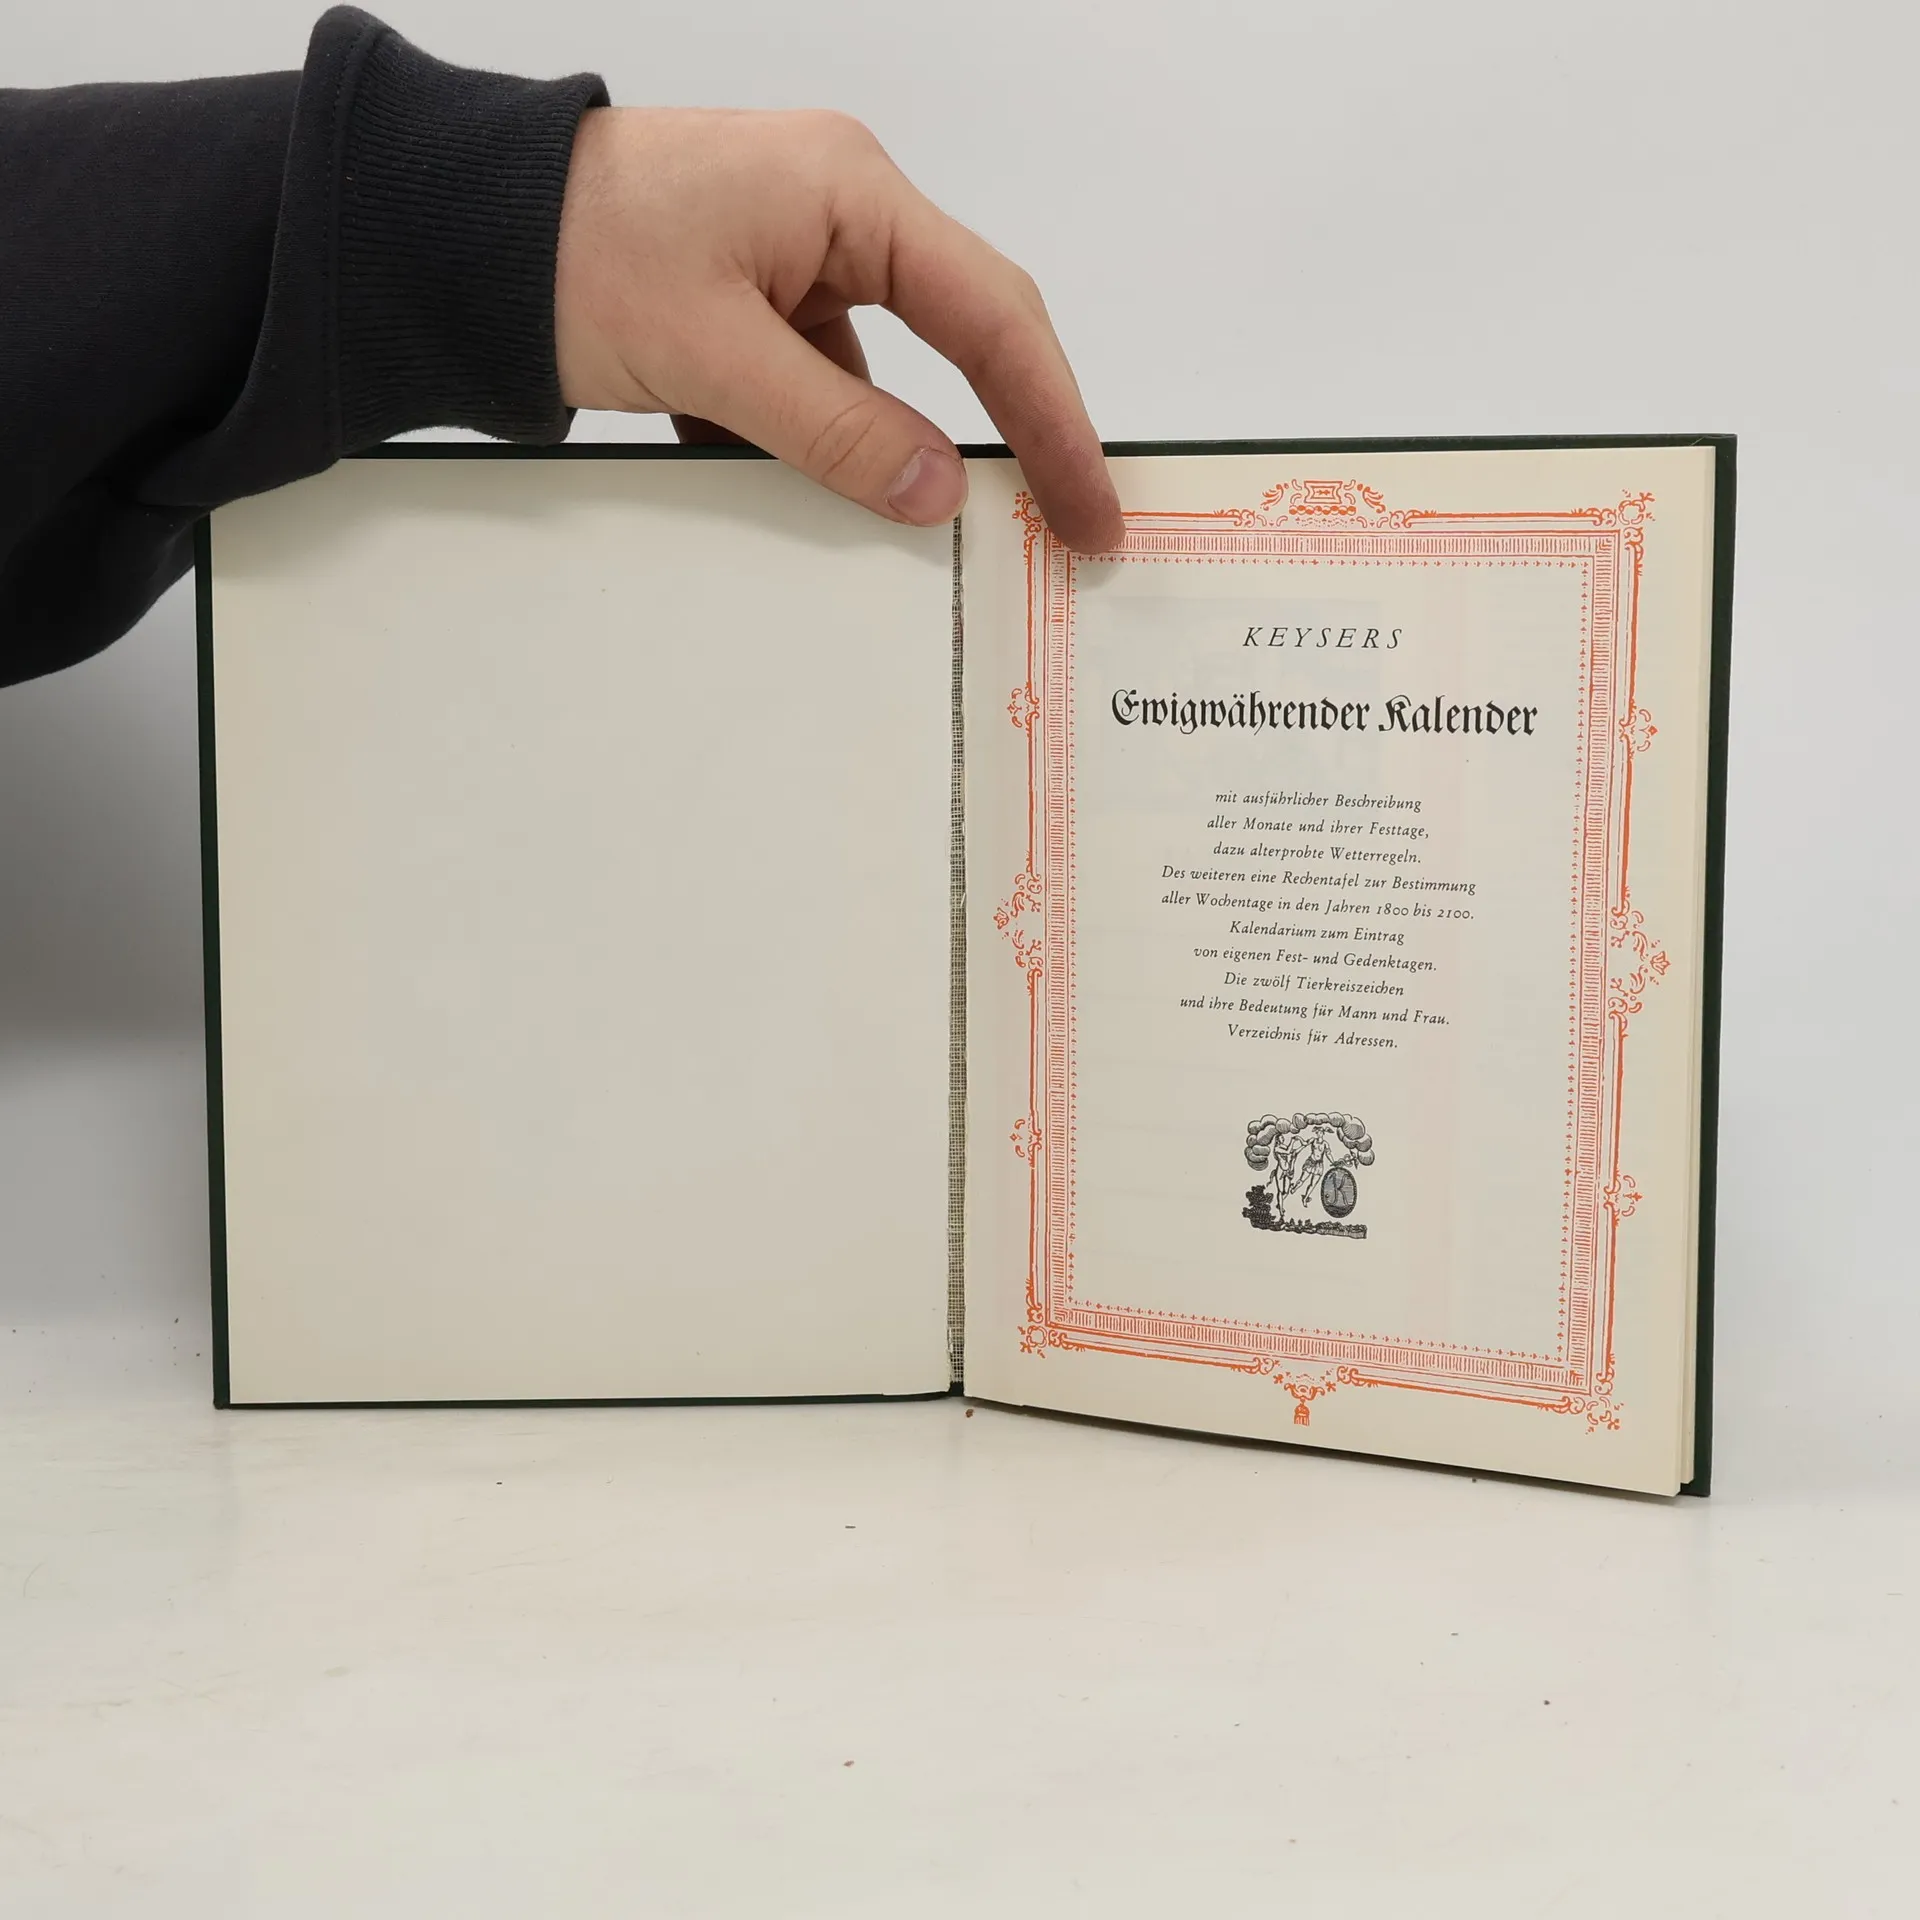 KEYSERS
Ewigwährender Kalender
mit ausführlicher Beschreibung
aller Monate und ihrer Festtage,
dazu alterprobte Wetterregeln.
Des weiteren eine Rechentafel zur Bestimmung
aller Wochentage in den Jahren 1800 bis 2100.
Kalendarium zum Eintrag
von eigenen Fest- und Gedenktagen.
Die zwölf Tierkreiszeichen
und ihre Bedeutung für Mann und Frau.
Verzeichnis für Adressen.
K